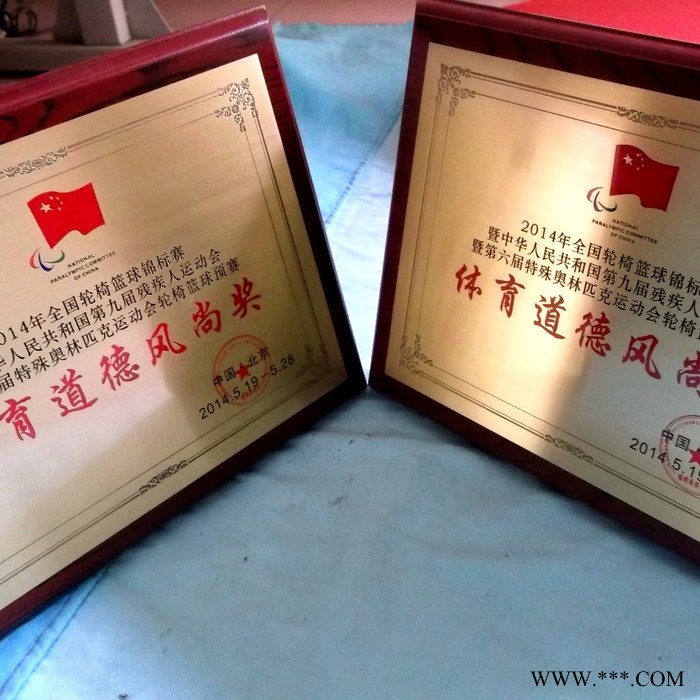 NATIONAL
PARALYMPIC COMMITTEE
OF CHINA
2014年全国轮椅篮球锦标赛
华人民共和国第九届残疾人运动会
届特殊奥林匹克运动会轮椅篮球预赛
育道德风尚奖
中国 北京
2014.5.19-5.28
NATIONAL
PARALYMPIC COMMITTEE
OF CHINA
2014年全国轮椅篮球锦标
暨中华人民共和国第九届残疾人
暨第六届特殊奥林匹克运动会轮椅
体育道德风尚
中国
2014.5.19
WWW.***.COM